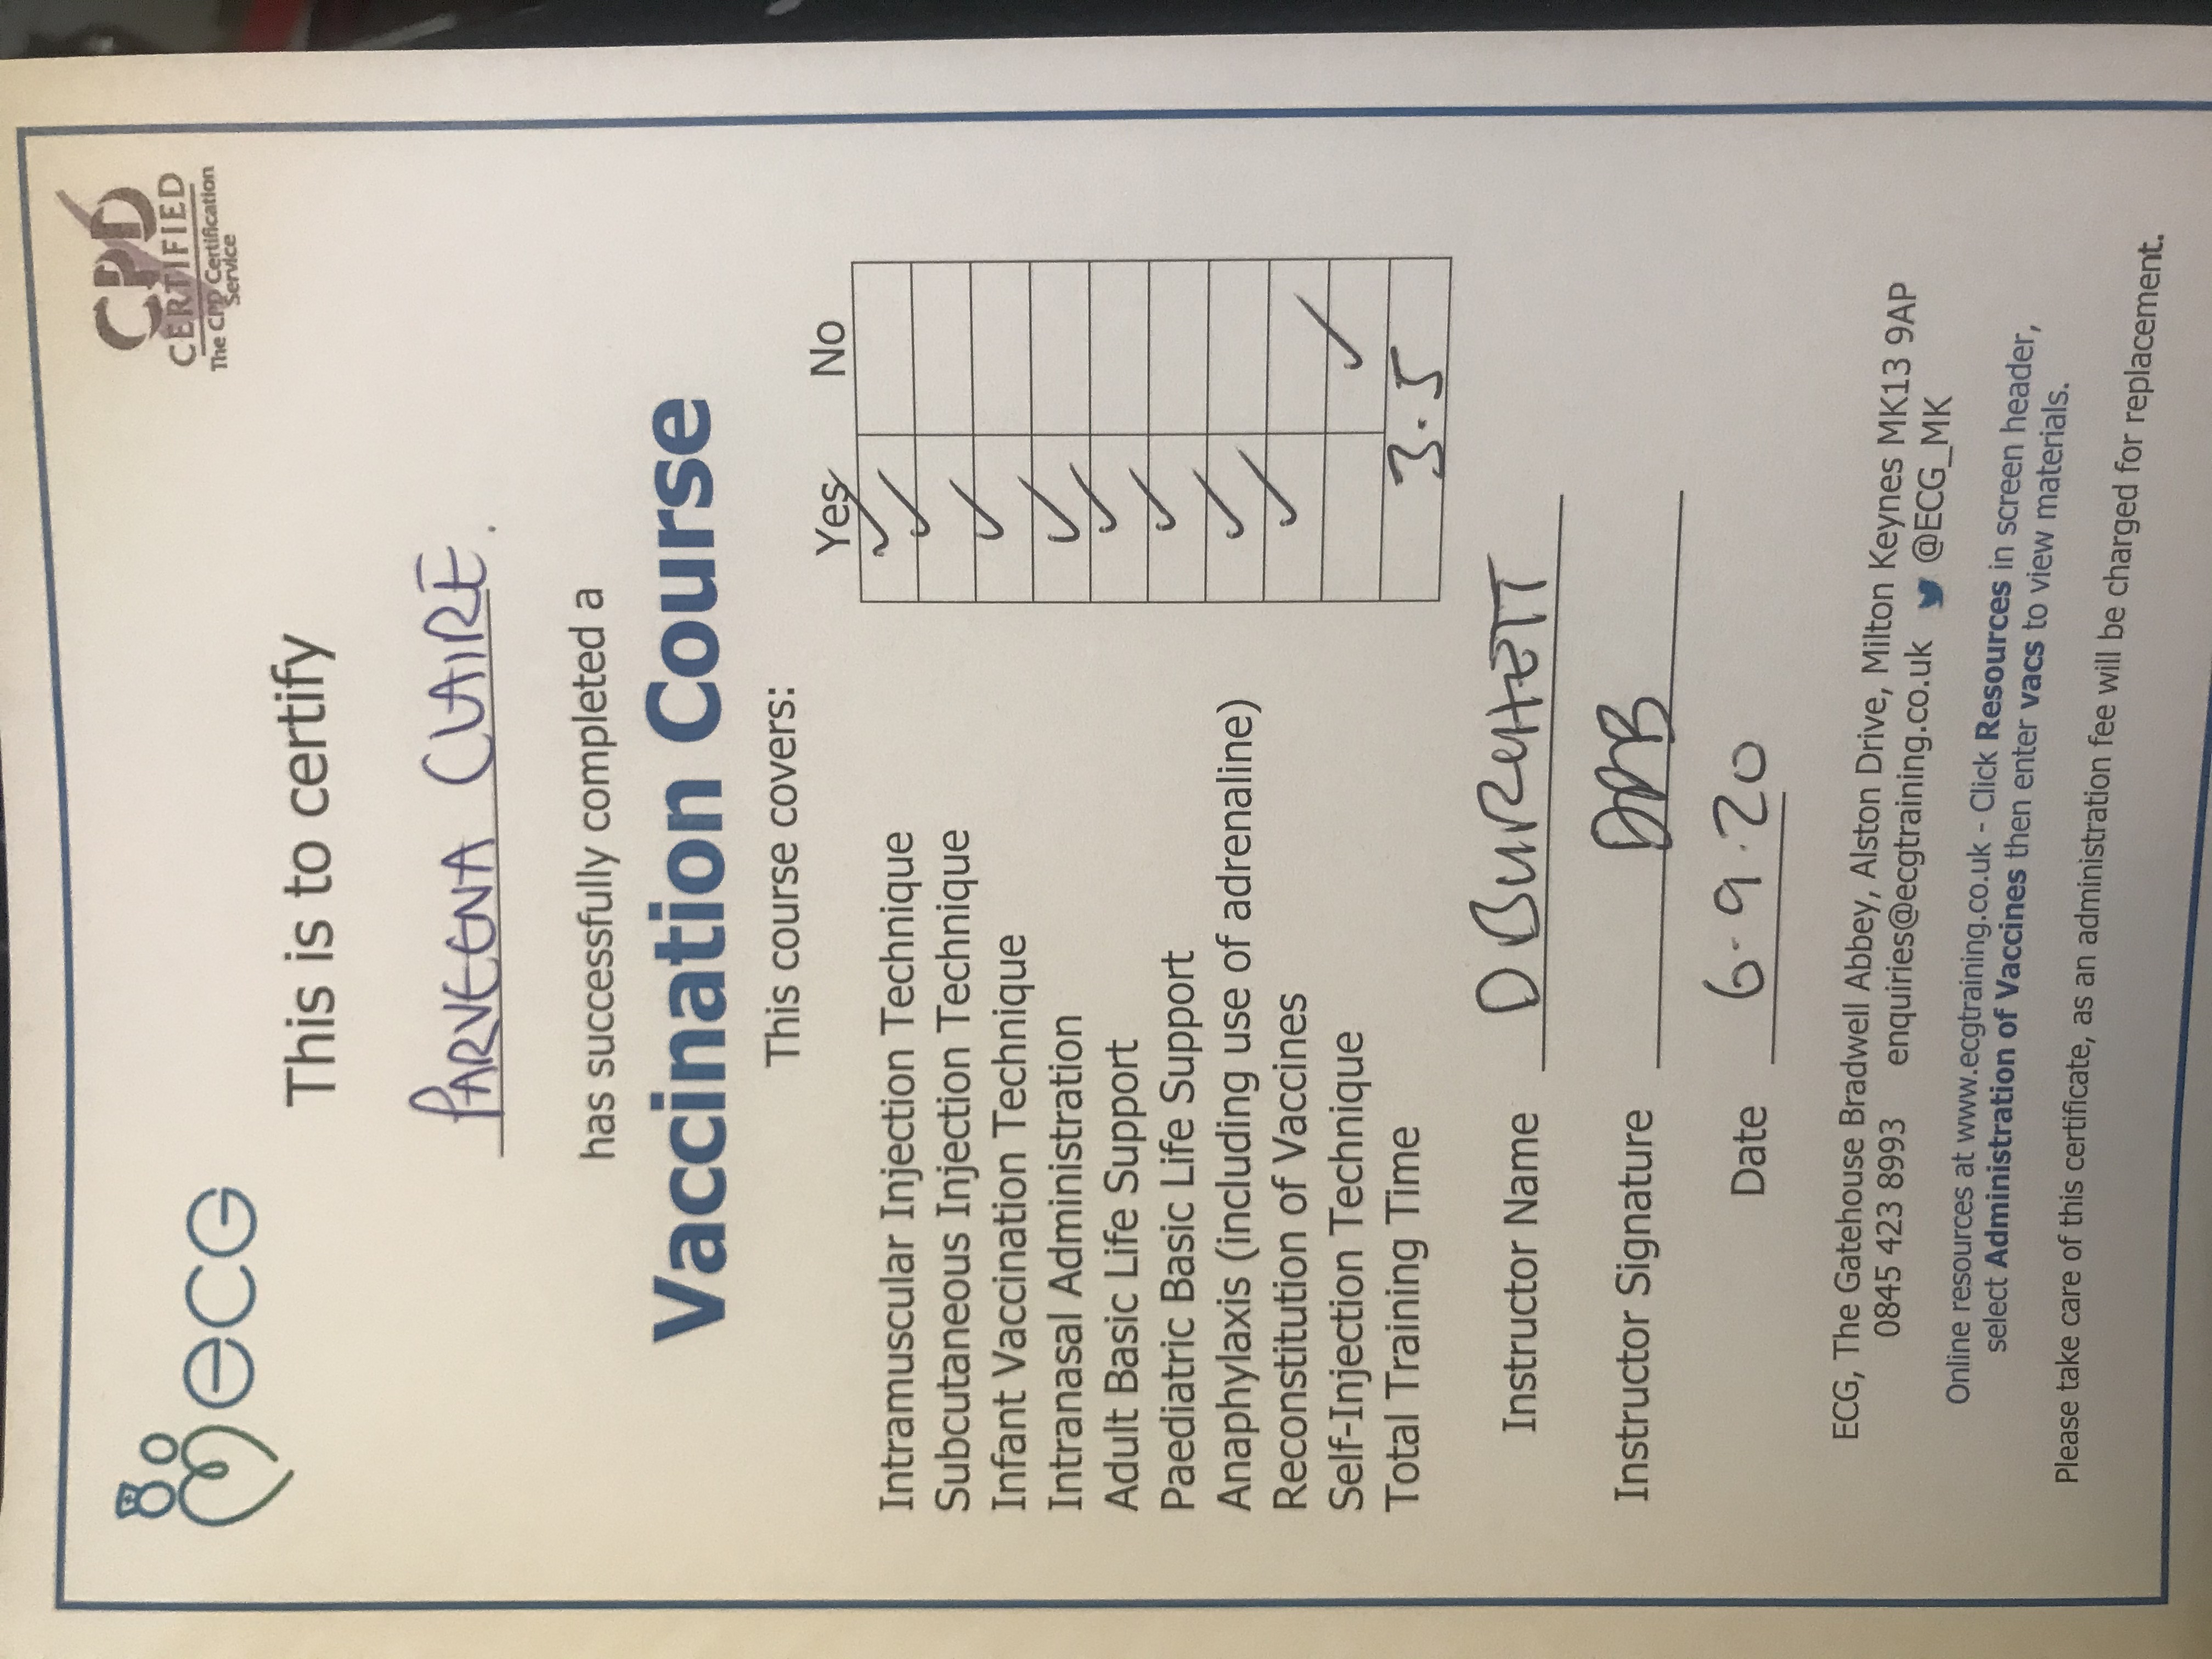 ecg
CPD
CERTIFIED
The CPD Certification
Service
This is to certify
PARVEENA CLAIRE.
has successfully completed a
Vaccination Course
This course covers:
Yes No
Intramuscular Injection Technique ✓
Subcutaneous Injection Technique ✓
Infant Vaccination Technique ✓
Intranasal Administration ✓
Adult Basic Life Support ✓
Paediatric Basic Life Support ✓
Anaphylaxis (including use of adrenaline) ✓
Reconstitution of Vaccines ✓
Self-Injection Technique ✓
Total Training Time 3.5
Instructor Name D BURCHETT
Instructor Signature DAB
Date 6.9.20
ECG, The Gatehouse Bradwell Abbey, Alston Drive, Milton Keynes MK13 9AP
0845 423 8993 enquiries@ecgtraining.co.uk @ECG_MK
Online resources at www.ecgtraining.co.uk - Click Resources in screen header,
select Administration of Vaccines then enter vacs to view materials.
Please take care of this certificate, as an administration fee will be charged for replacement.